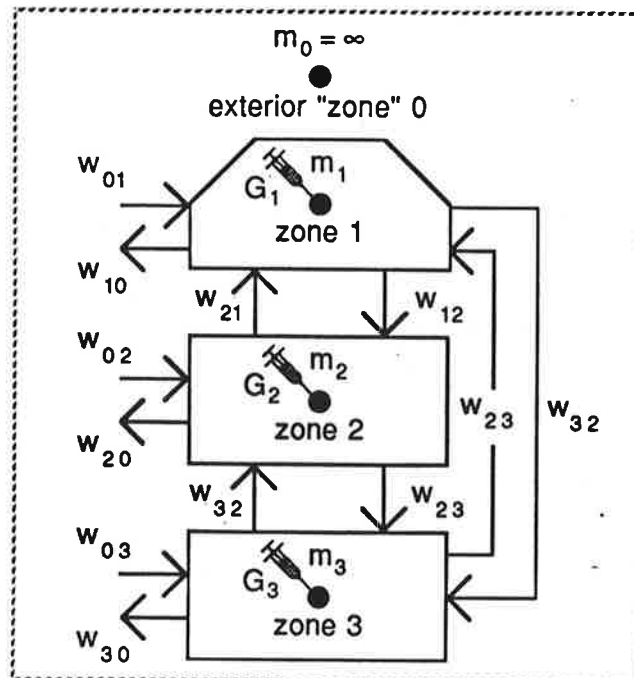 m₀ = ∞
exterior "zone" 0
w₀₁
m₁
G₁
zone 1
w₁₀
w₂₁
w₁₂
w₀₂
m₂
G₂
zone 2
w₂₀
w₂₃
w₃₂
w₃₂
w₂₃
w₀₃
m₃
G₃
zone 3
w₃₀